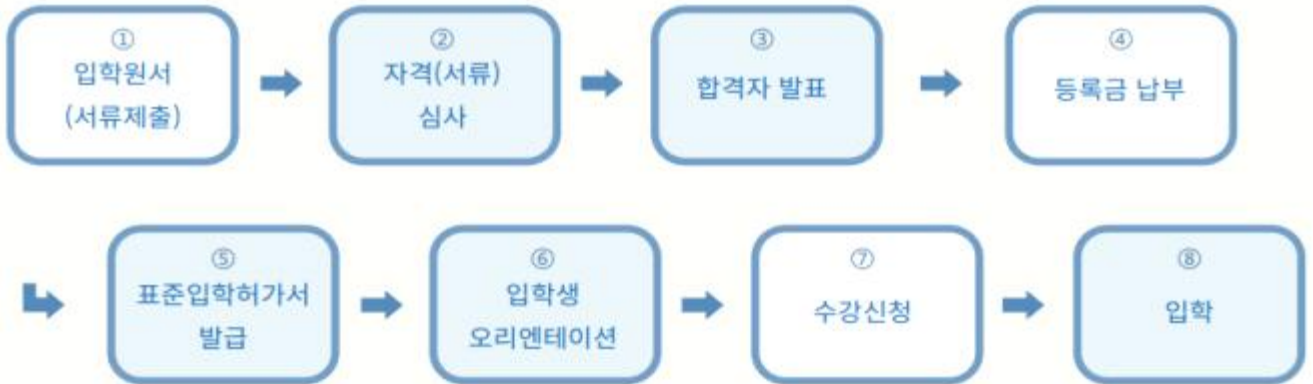 ①
입학원서
(서류제출)
②
자격(서류)
심사
③
합격자 발표
④
등록금 납부
⑤
표준입학허가서
발급
⑥
입학생
오리엔테이션
⑦
수강신청
⑧
입학